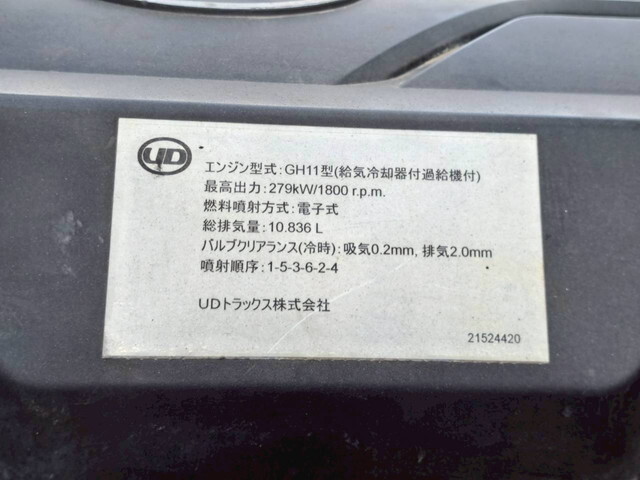 UD
エンジン型式:GH11型(給気冷却器付過給機付)
最高出力:279kW/1800 r.p.m.
燃料噴射方式:電子式
総排気量:10.836 L
バルブクリアランス(冷時):吸気0.2mm, 排気2.0mm
噴射順序:1-5-3-6-2-4
UDトラックス株式会社
21524420